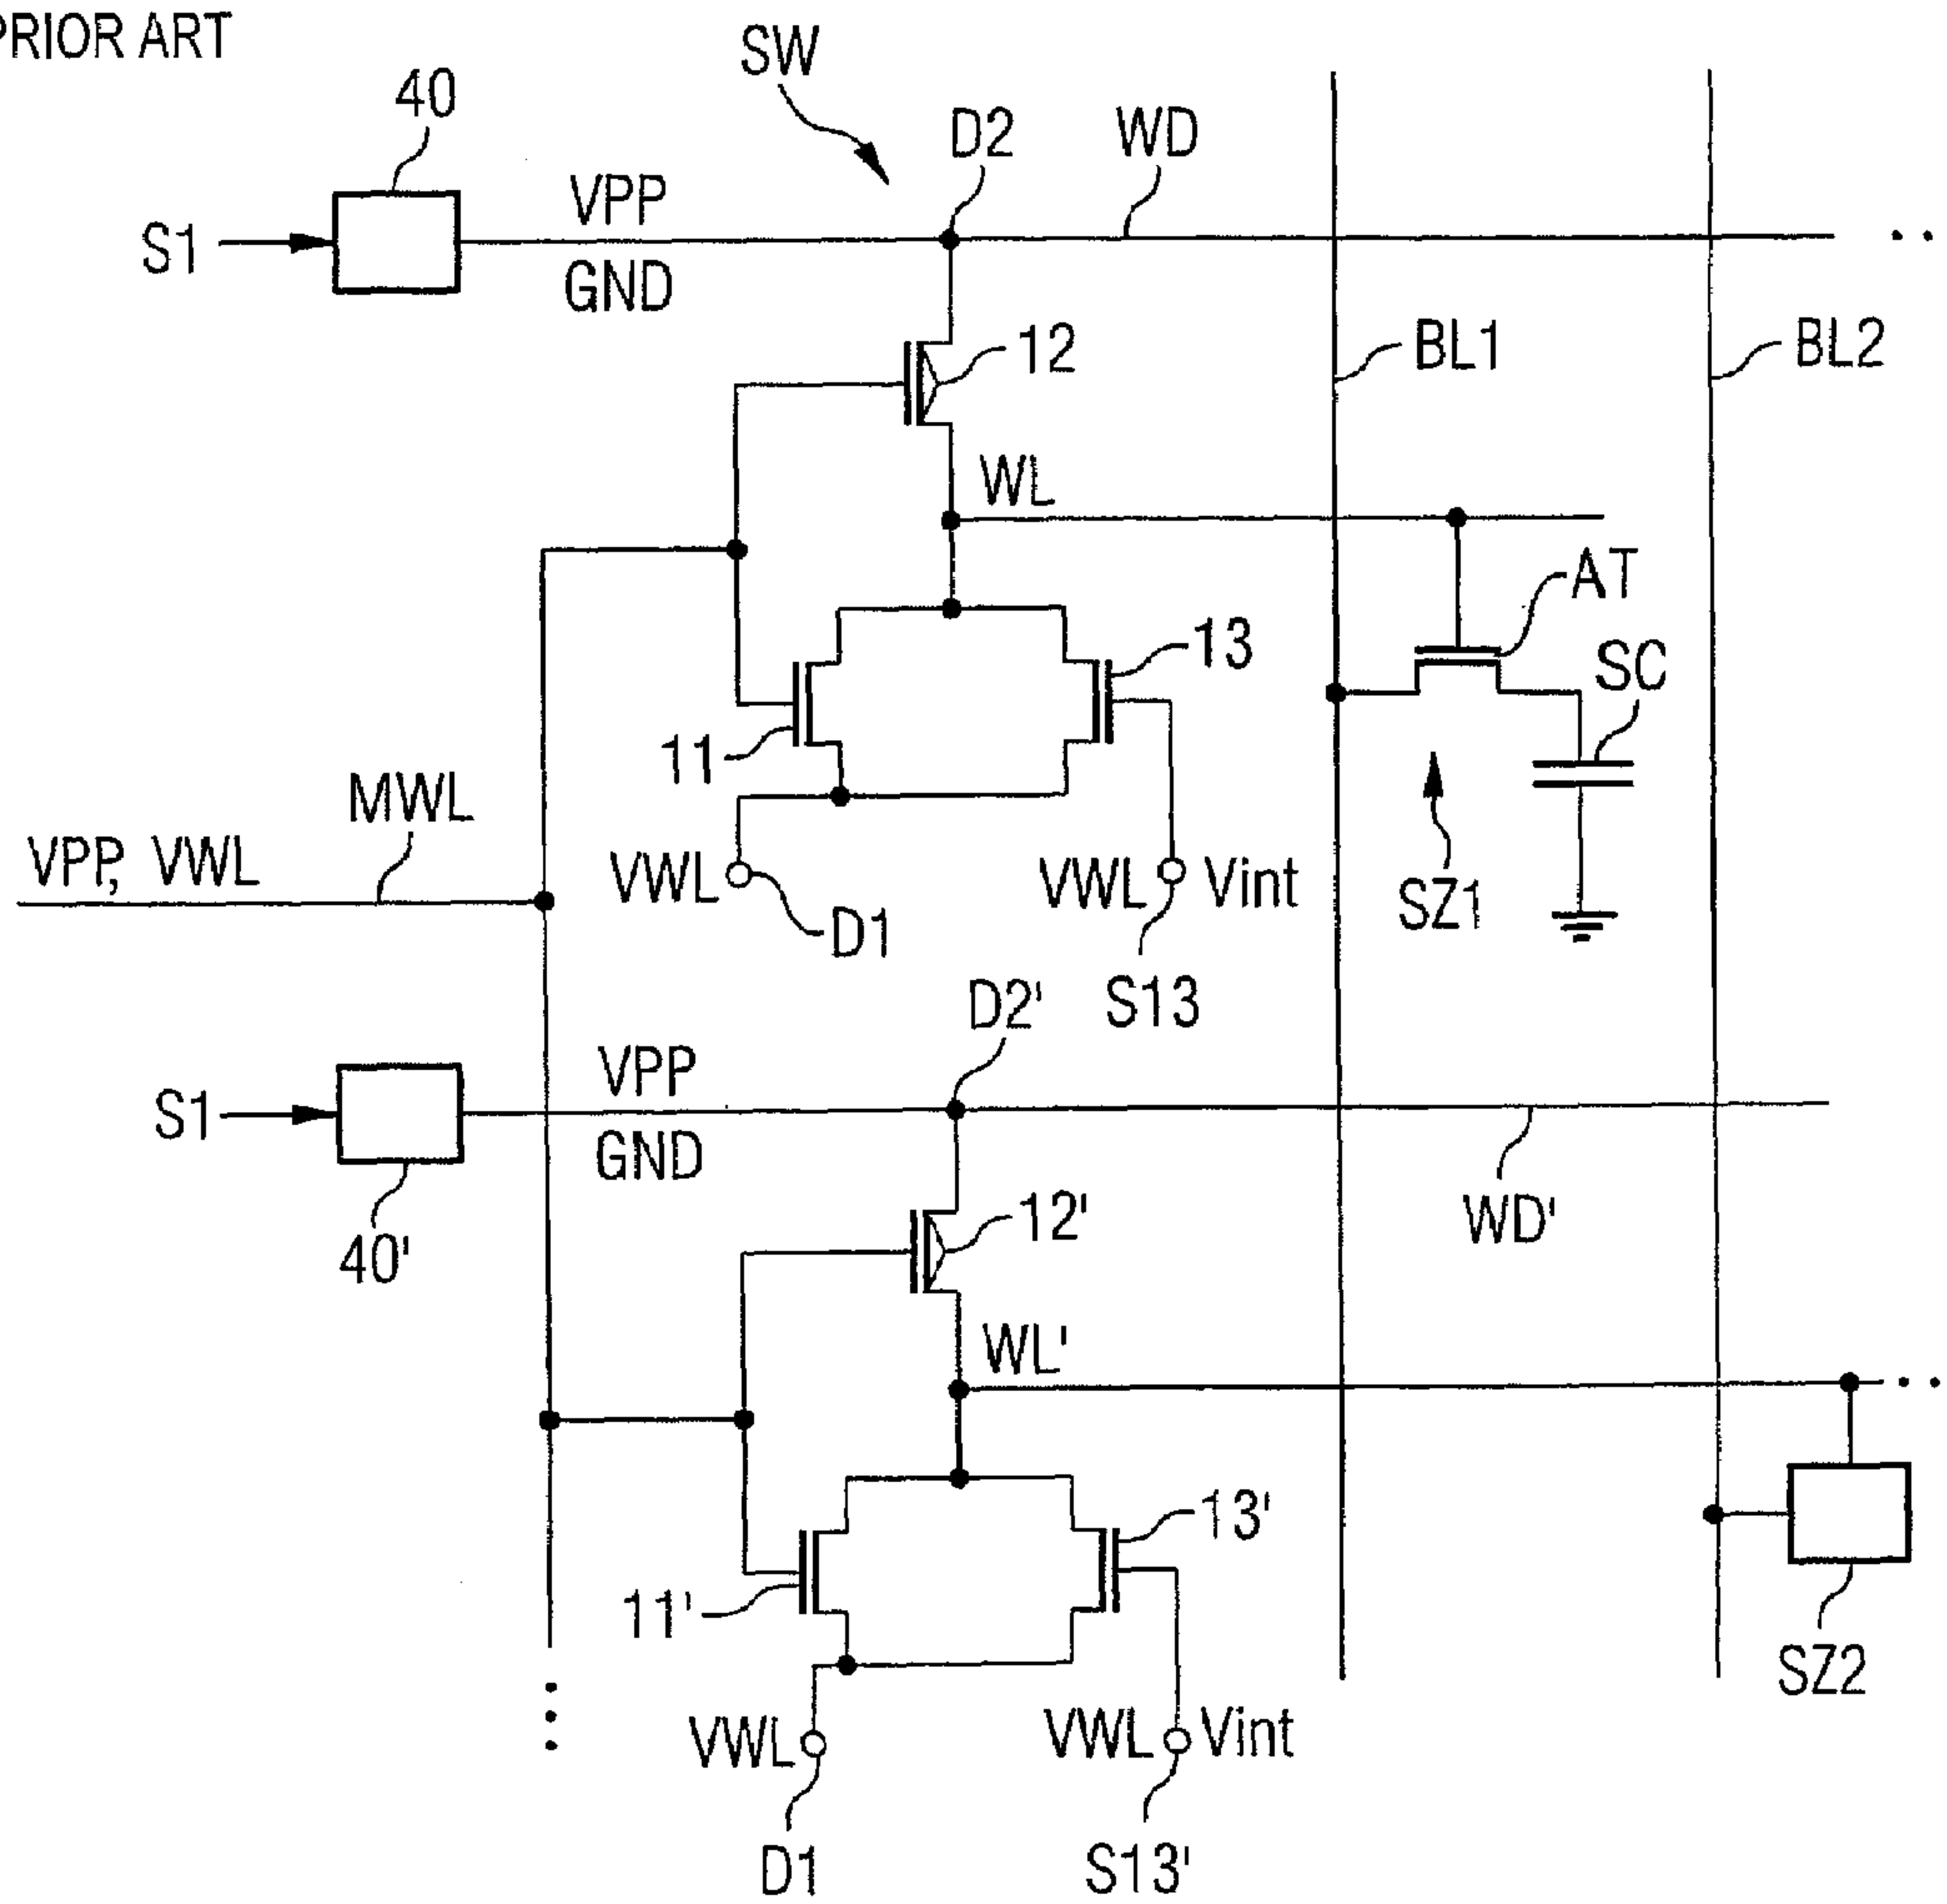 PRIOR ART
SW
40
D2
WD
VPP
S1
GND
12
BL1
BL2
WL
AT
13
SC
11
MWL
VPP, VWL
VWL
VWL
Vint
D1
SZ1
S13
D2'
VPP
S1
GND
12'
WD'
40'
WL'
13'
11'
SZ2
VWL
VWL
Vint
D1
S13'